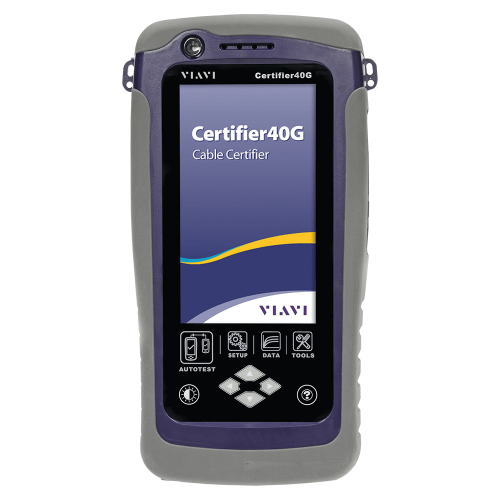 VIAVI Certifier40G
Certifier40G
Cable Certifier
VIAVI
AUTOTEST SETUP DATA TOOLS
?